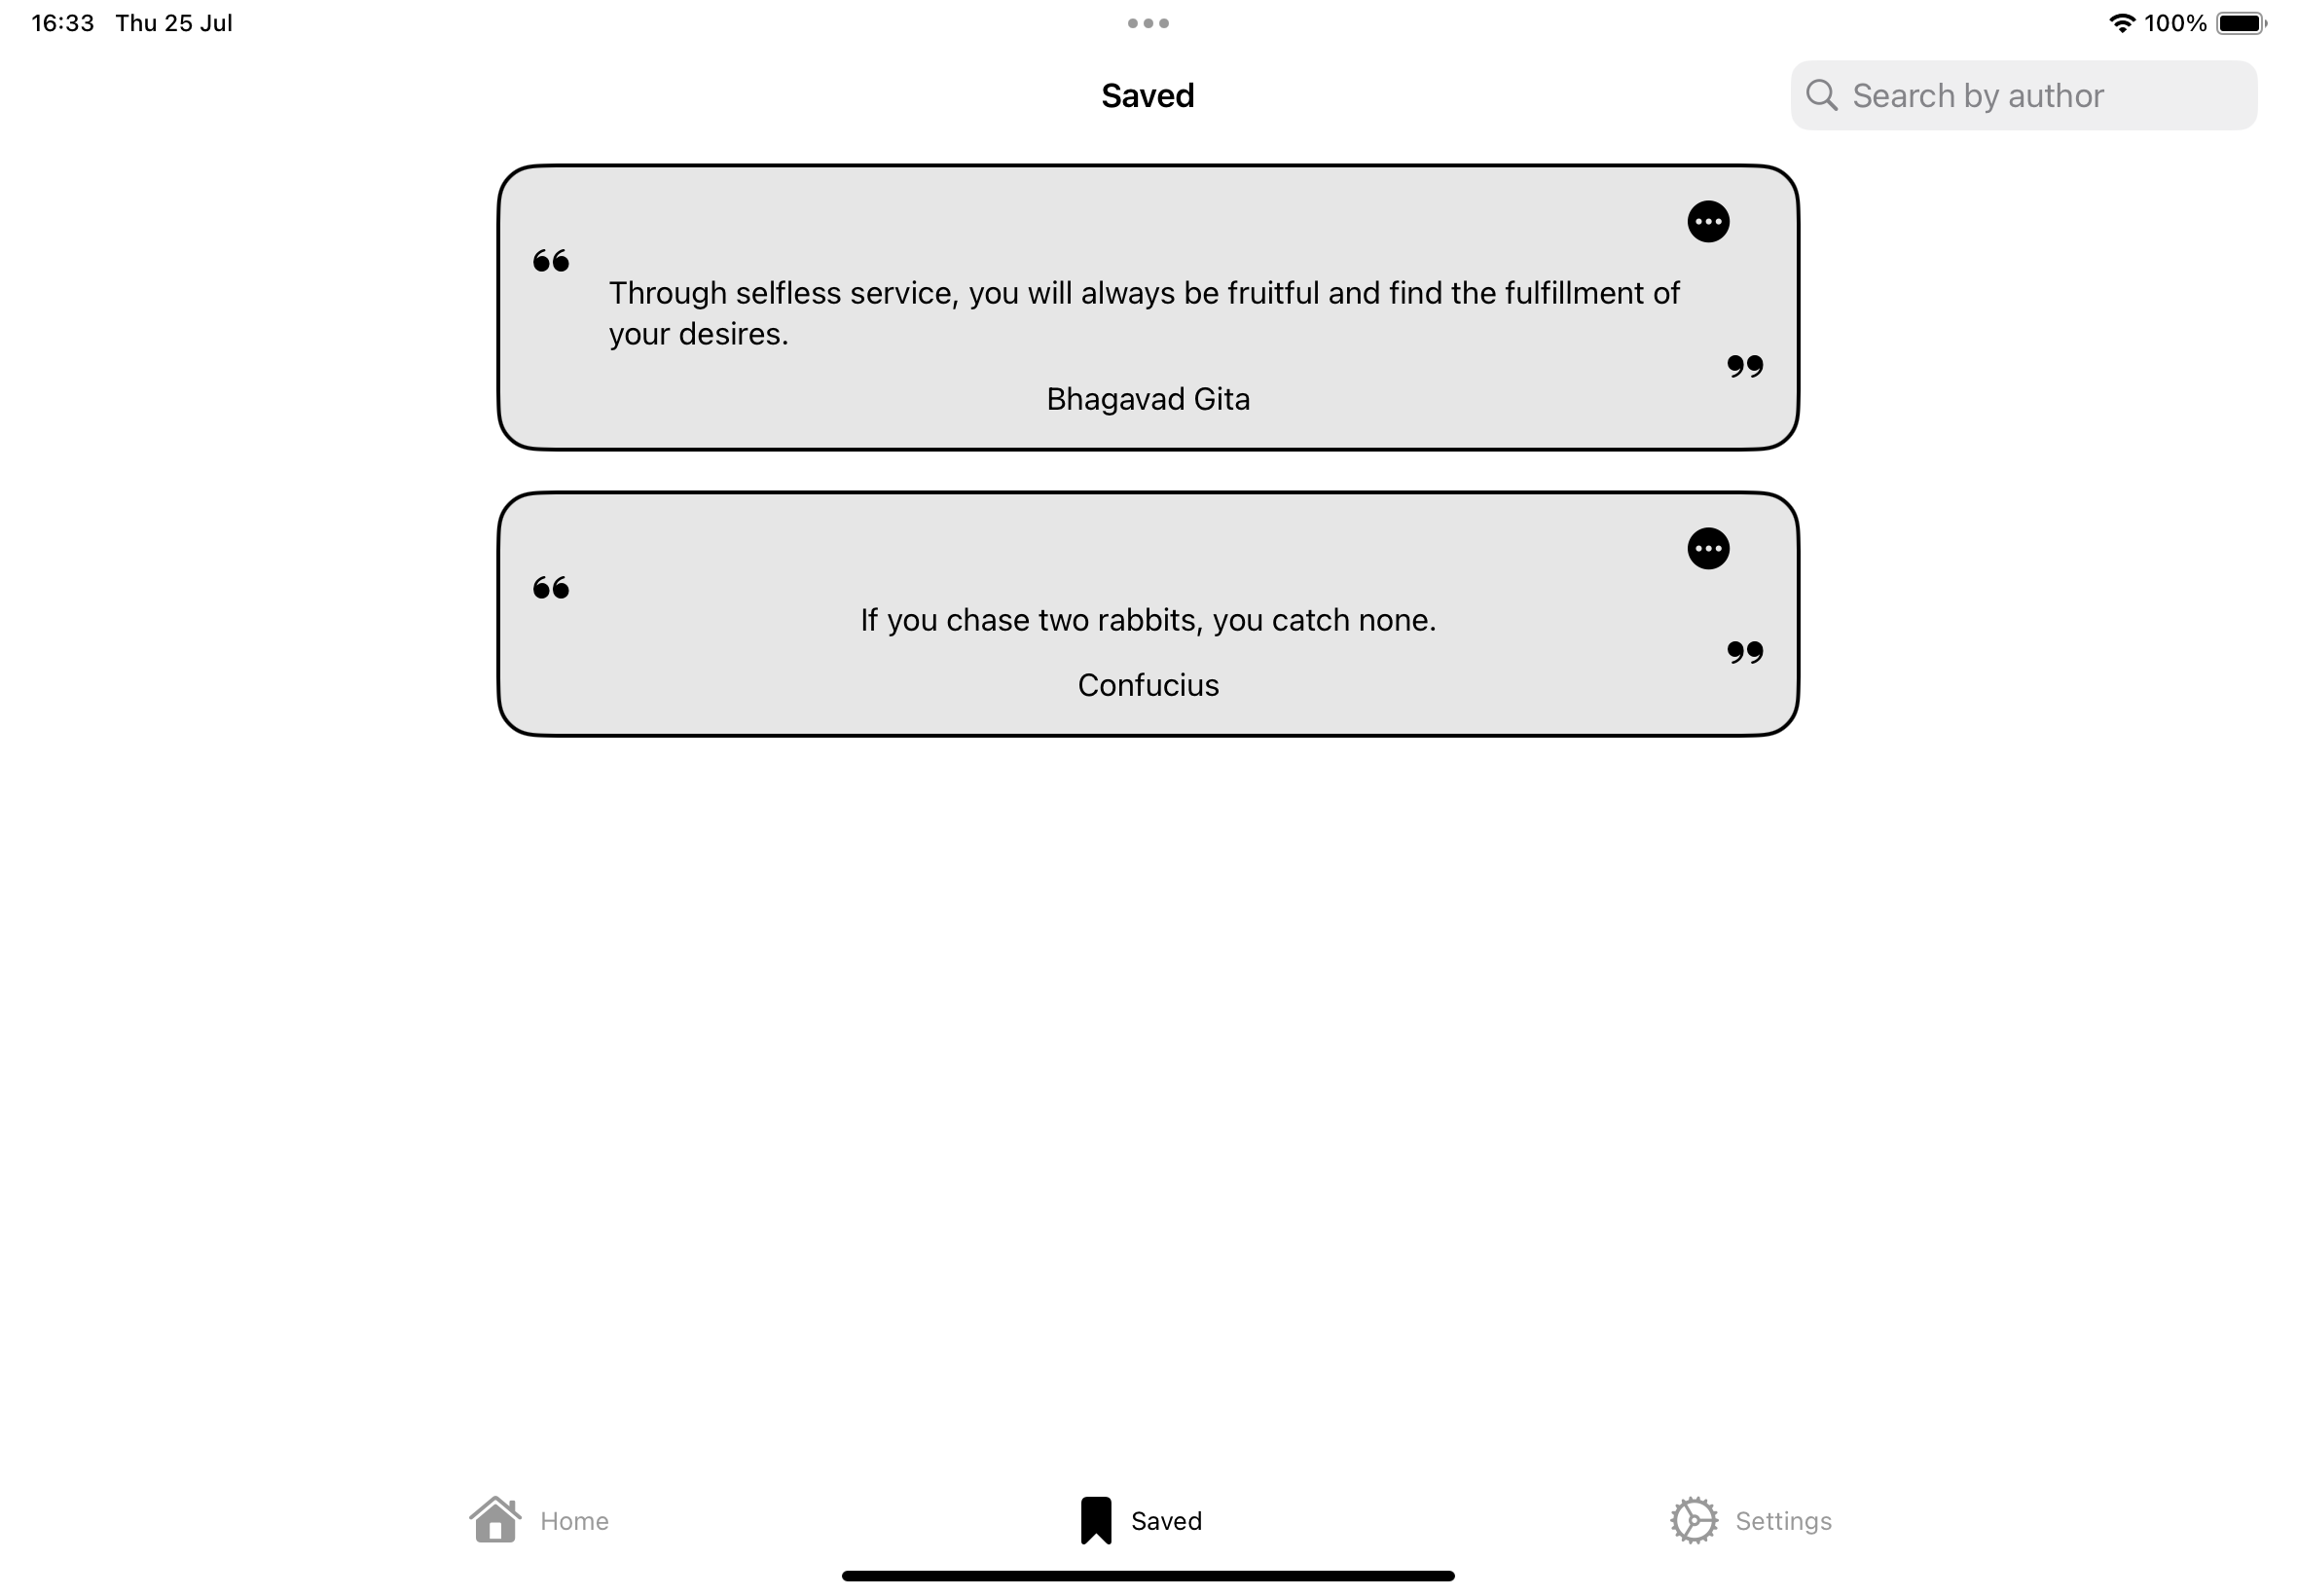 16:33 Thu 25 Jul
100%
Saved
Search by author
“
Through selfless service, you will always be fruitful and find the fulfillment of
your desires.
”
Bhagavad Gita
“
If you chase two rabbits, you catch none.
”
Confucius
Home
Saved
Settings